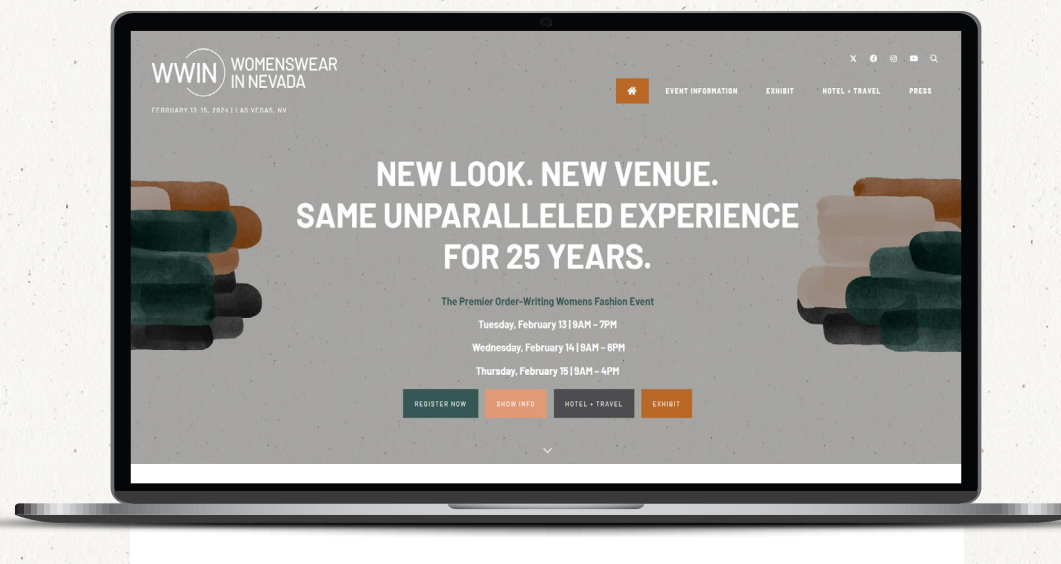 WWIN WOMENSWEAR
IN NEVADA
FEBRUARY 13-15, 2024 | LAS VEGAS, NV
EVENT INFORMATION EXHIBIT HOTEL + TRAVEL PRESS
NEW LOOK. NEW VENUE.
SAME UNPARALLELED EXPERIENCE
FOR 25 YEARS.
The Premier Order-Writing Womens Fashion Event
Tuesday, February 13 | 9AM – 7PM
Wednesday, February 14 | 9AM – 6PM
Thursday, February 15 | 9AM – 4PM
REGISTER NOW SHOW INFO HOTEL + TRAVEL EXHIBIT